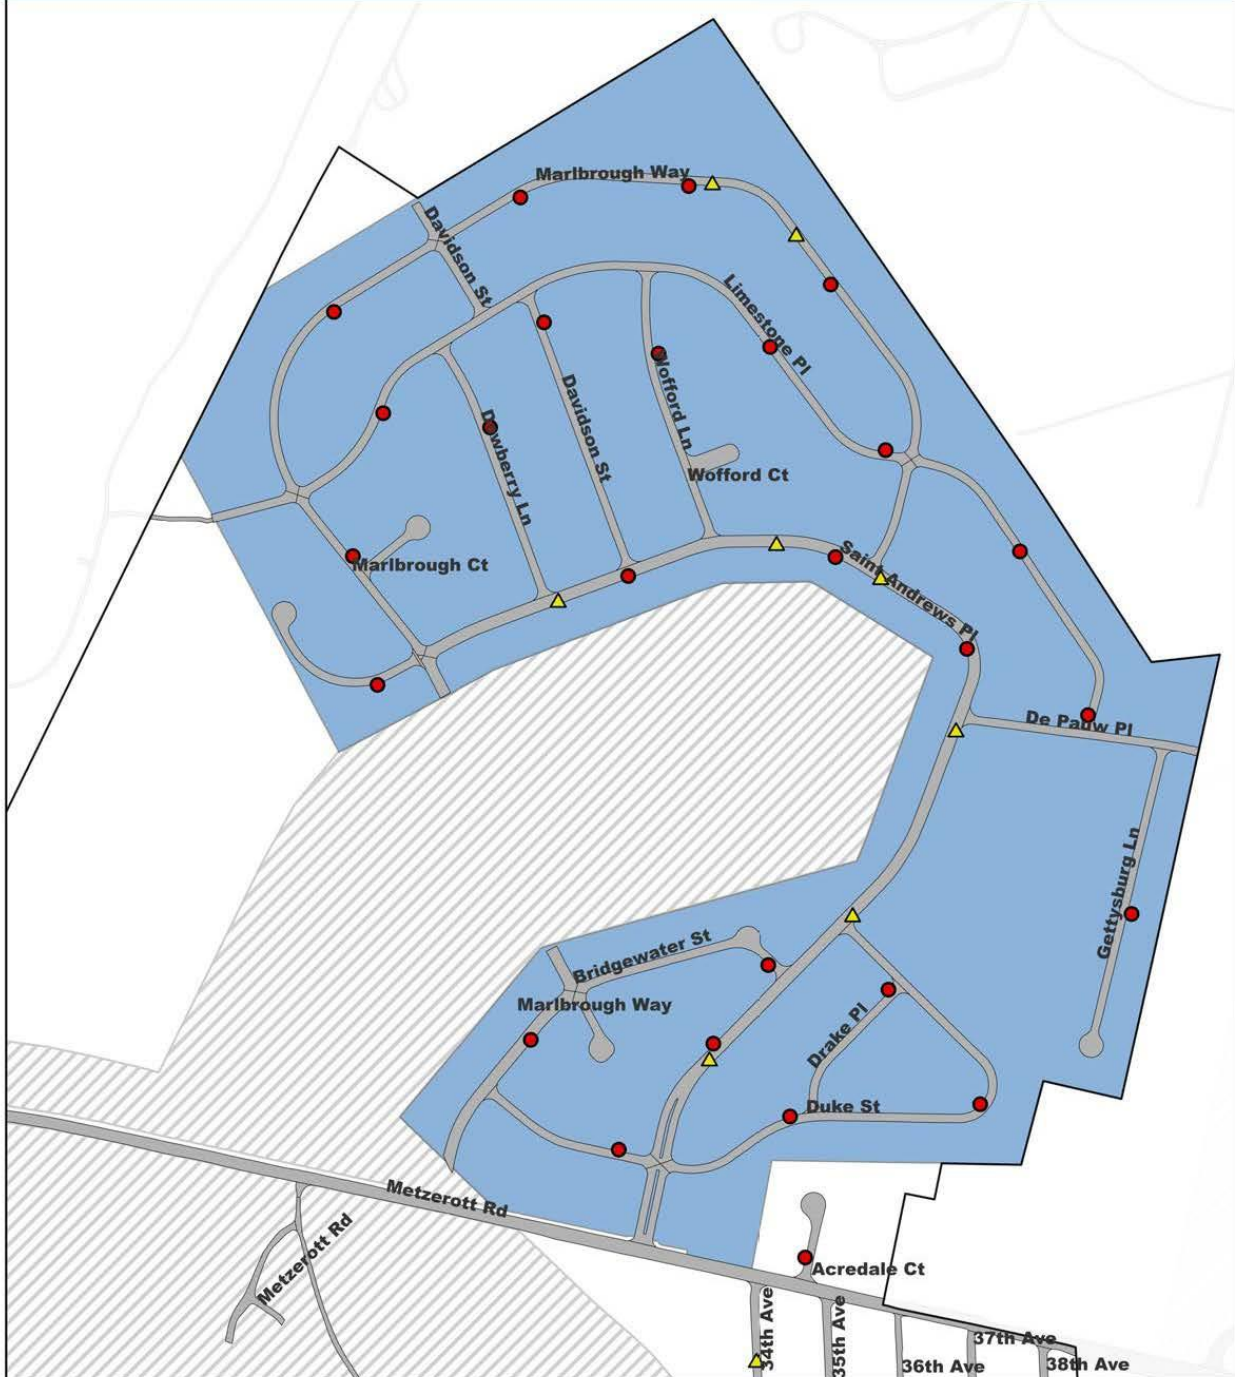 Marlbrough Way
Davidson St
Limestone Pl
Wofford Ln
Davidson St
Dewberry Ln
Wofford Ct
Marlbrough Ct
Saint Andrews Pl
De Pauw Pl
Gettysburg Ln
Bridgewater St
Marlbrough Way
Drake Pl
Duke St
Metzerott Rd
Metzerott Rd
Acredale Ct
34th Ave
35th Ave
36th Ave
37th Ave
38th Ave